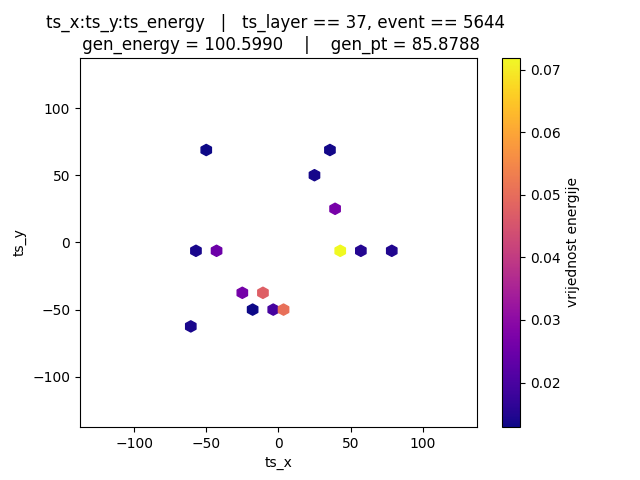 ts_x:ts_y:ts_energy | ts_layer == 37, event == 5644
gen_energy = 100.5990 | gen_pt = 85.8788
100
50
0
−50
−100
ts_y
−100 −50 0 50 100
ts_x
0.07
0.06
0.05
0.04
0.03
0.02
vrijednost energije